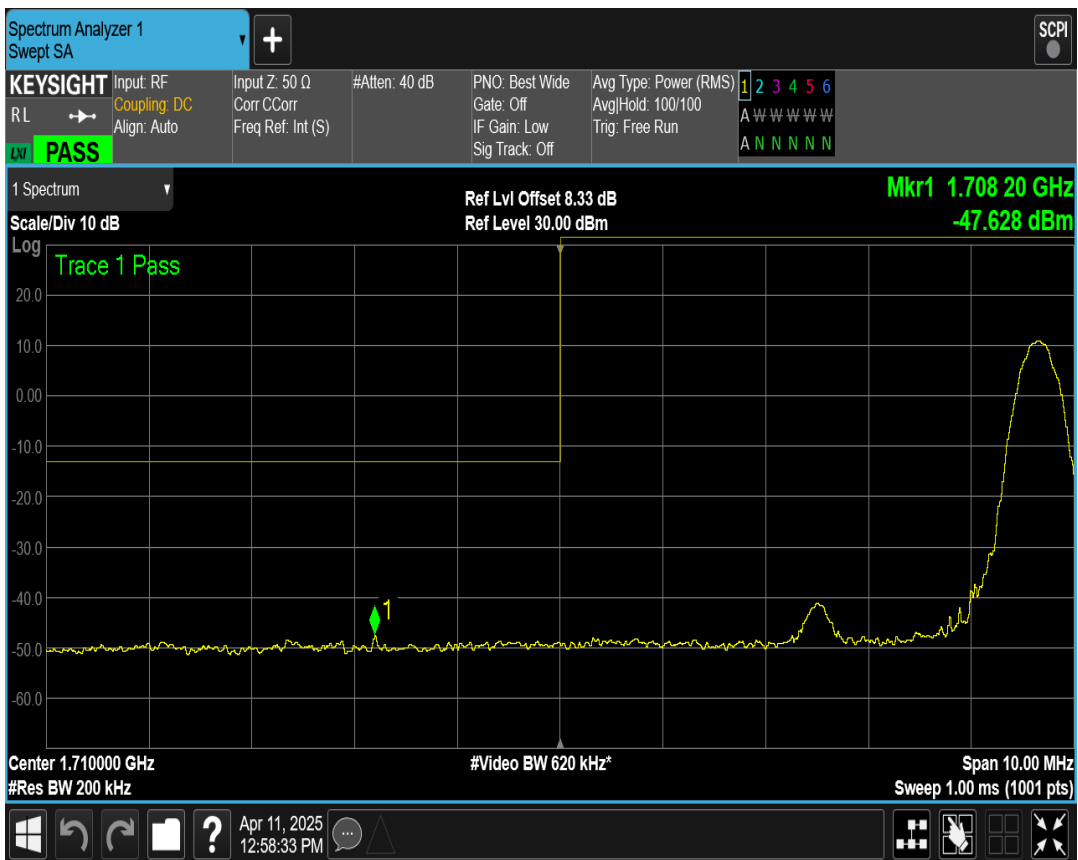 Spectrum Analyzer 1
Swept SA
+
SCPI
KEYSIGHT
R L
LXI PASS
Input: RF
Coupling: DC
Align: Auto
Input Z: 50 Ω
Corr CCorr
Freq Ref: Int (S)
#Atten: 40 dB
PNO: Best Wide
Gate: Off
IF Gain: Low
Sig Track: Off
Avg Type: Power (RMS)
Avg|Hold: 100/100
Trig: Free Run
1 2 3 4 5 6
A W W W W W
A N N N N N
1 Spectrum
Scale/Div 10 dB
Ref Lvl Offset 8.33 dB
Ref Level 30.00 dBm
Mkr1 1.708 20 GHz
-47.628 dBm
Log
Trace 1 Pass
20.0
10.0
0.00
-10.0
-20.0
-30.0
-40.0
1
-50.0
-60.0
Center 1.710000 GHz
#Res BW 200 kHz
#Video BW 620 kHz*
Span 10.00 MHz
Sweep 1.00 ms (1001 pts)
?
Apr 11, 2025
12:58:33 PM